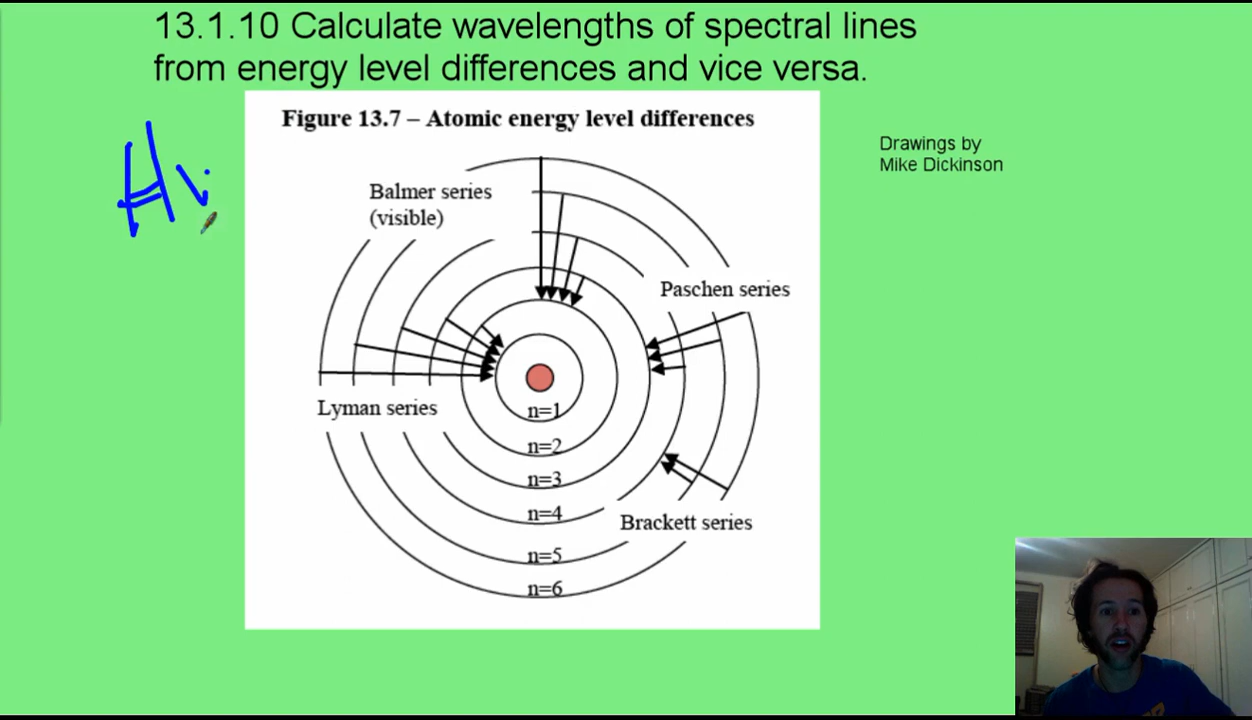 13.1.10 Calculate wavelengths of spectral lines
from energy level differences and vice versa.
Figure 13.7 – Atomic energy level differences
Drawings by
Mike Dickinson
Balmer series
(visible)
Paschen series
Lyman series
n=1
n=2
n=3
n=4
Brackett series
n=5
n=6